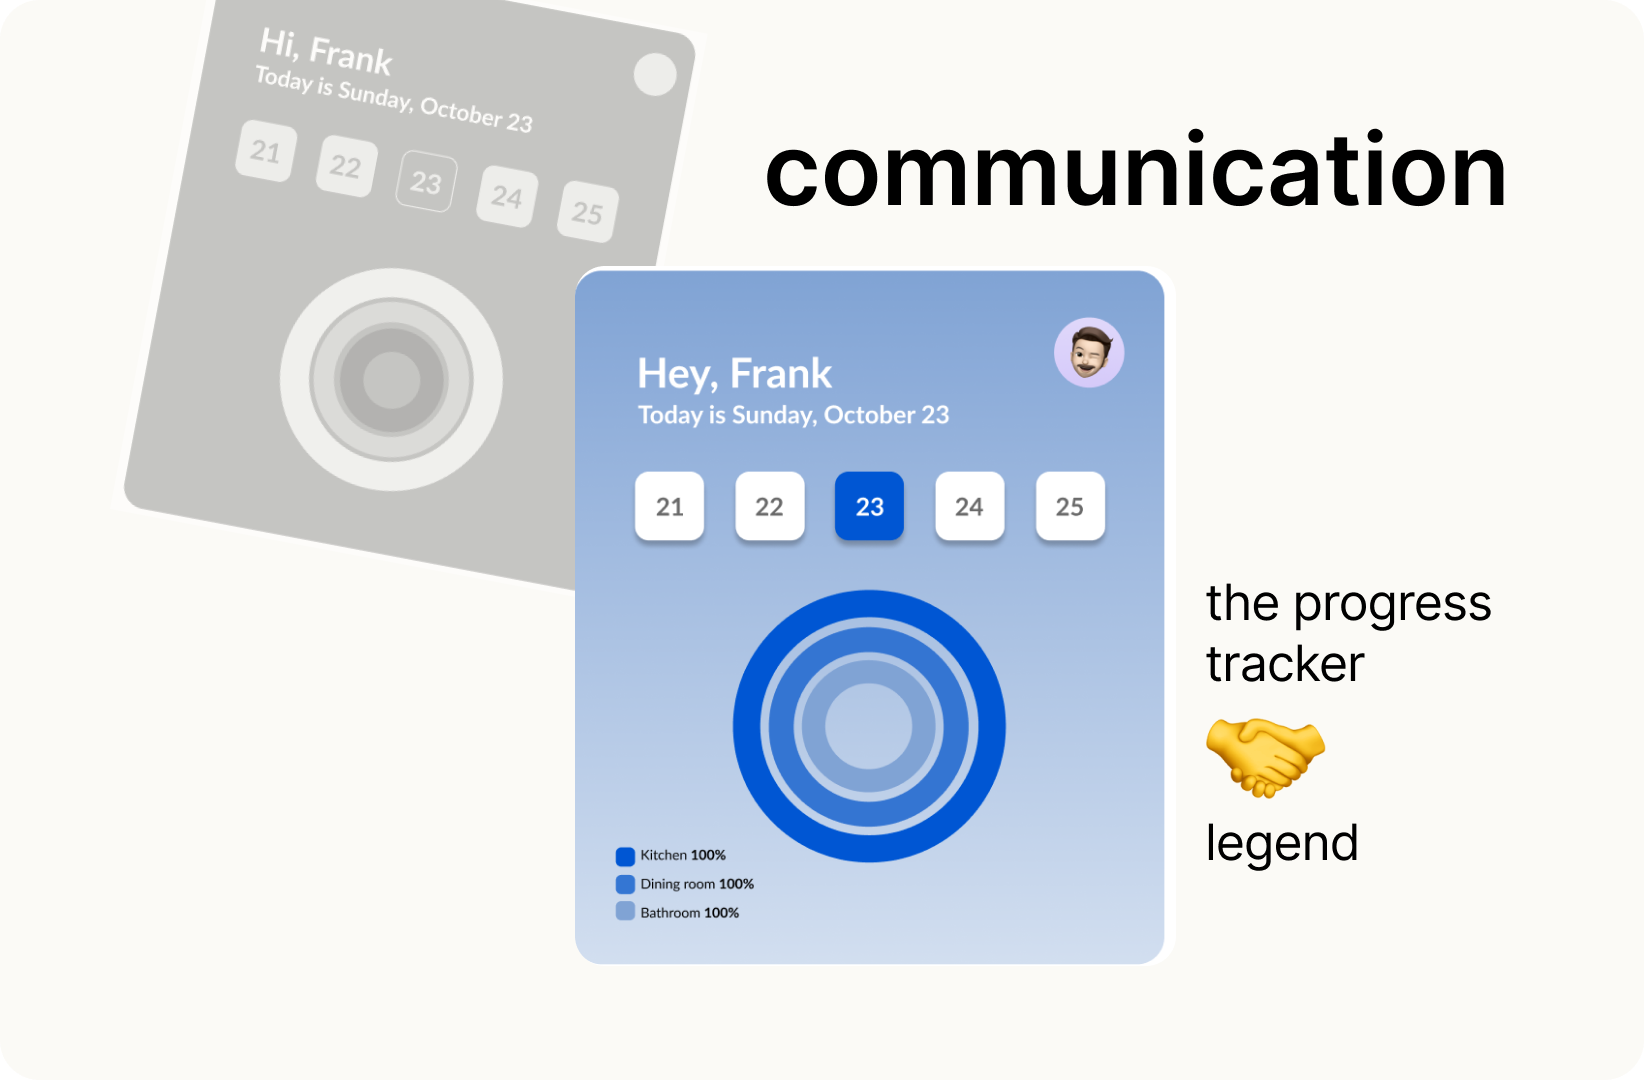 Hi, Frank
Today is Sunday, October 23
21 22 23 24 25
communication
Hey, Frank
Today is Sunday, October 23
21 22 23 24 25
Kitchen 100%
Dining room 100%
Bathroom 100%
the progress
tracker
legend